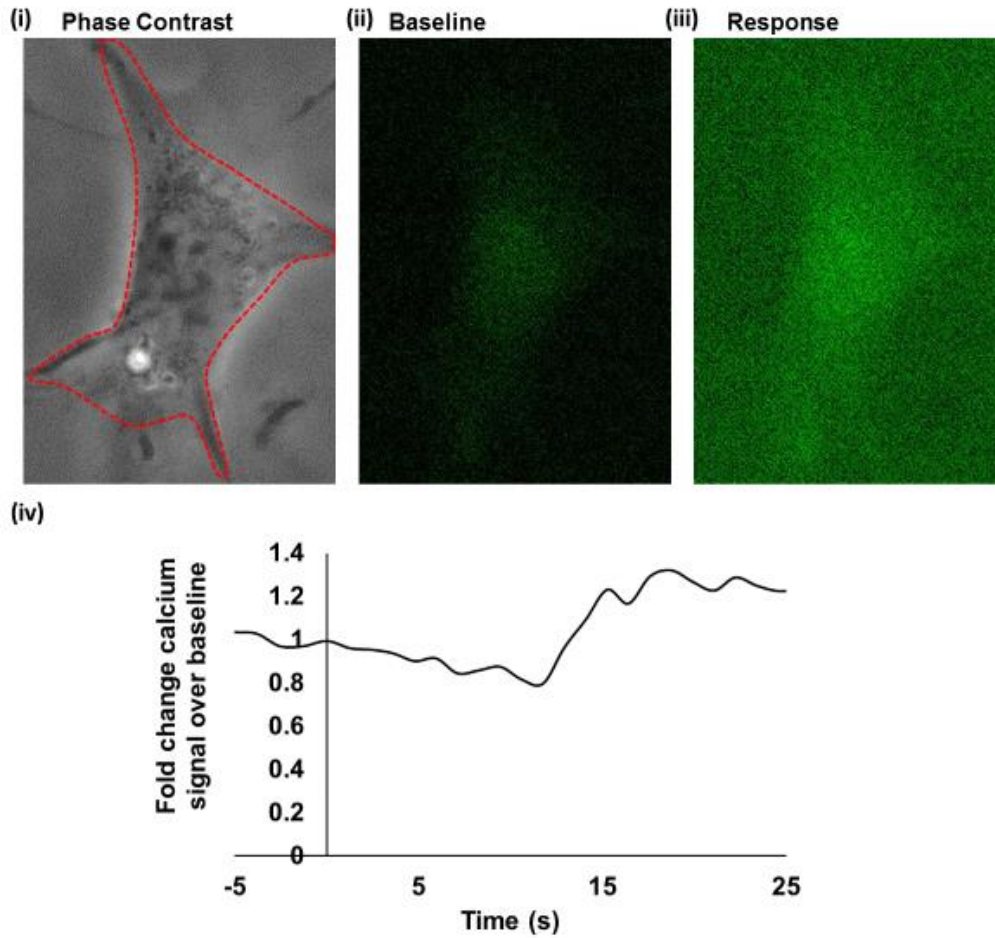 (i) Phase Contrast
(ii) Baseline
(iii) Response
(iv)
Fold change calcium
signal over baseline
1.4
1.2
1
0.8
0.6
0.4
0.2
0
-5 5 15 25
Time (s)